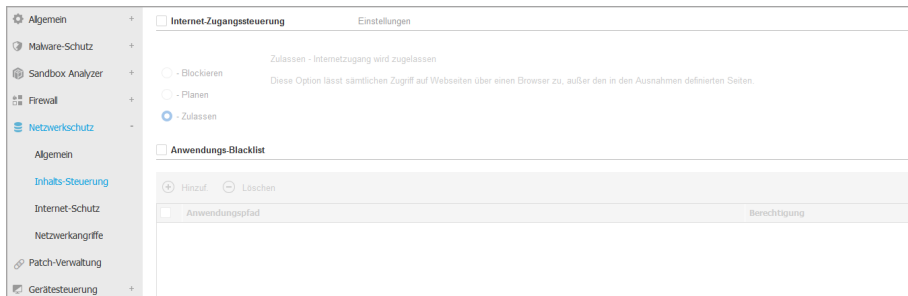 Allgemein +
Malware-Schutz +
Sandbox Analyzer +
Firewall +
Netzwerkschutz -
Allgemein
Inhalts-Steuerung
Internet-Schutz
Netzwerkangriffe
Patch-Verwaltung
Gerätesteuerung +
Internet-Zugangssteuerung Einstellungen
- Blockieren
- Planen
- Zulassen
Zulassen - Internetzugang wird zugelassen
Diese Option lässt sämtlichen Zugriff auf Webseiten über einen Browser zu, außer den in den Ausnahmen definierten Seiten.
Anwendungs-Blacklist
Hinzuf. Löschen
Anwendungspfad Berechtigung